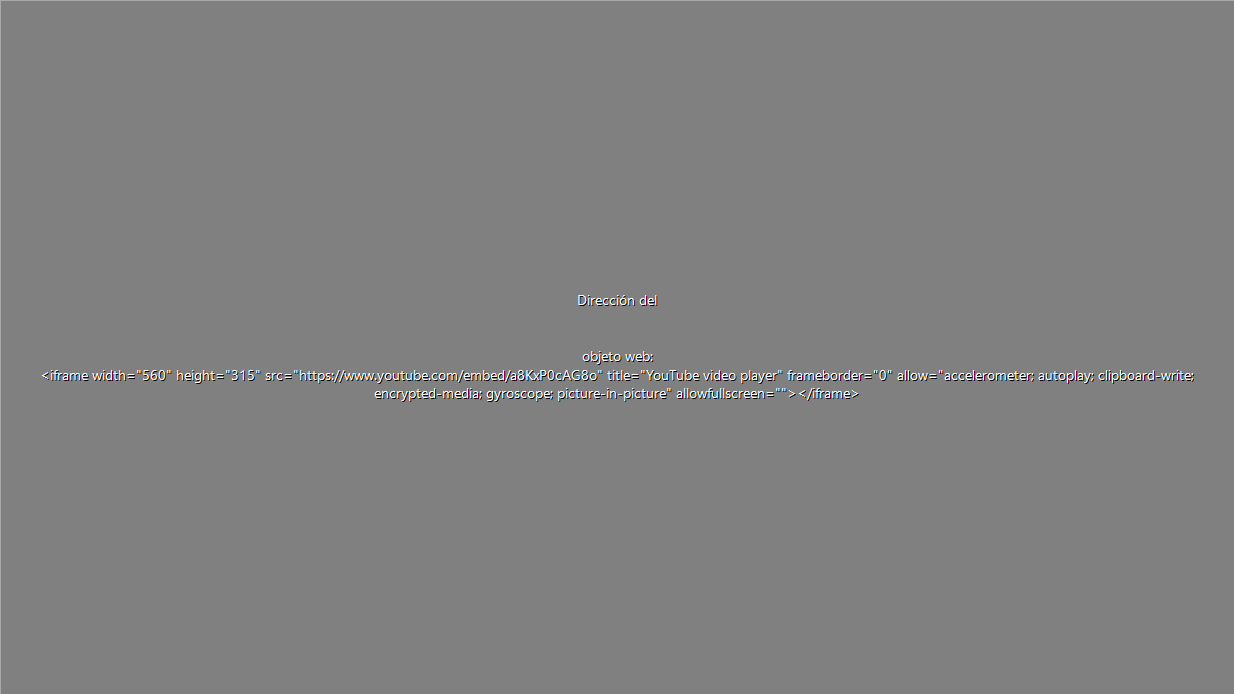 Dirección del
objeto web:
<iframe width="560" height="315" src="https://www.youtube.com/embed/a8KxP0cAG8o" title="YouTube video player" frameborder="0" allow="accelerometer; autoplay; clipboard-write;
encrypted-media; gyroscope; picture-in-picture" allowfullscreen=""></iframe>